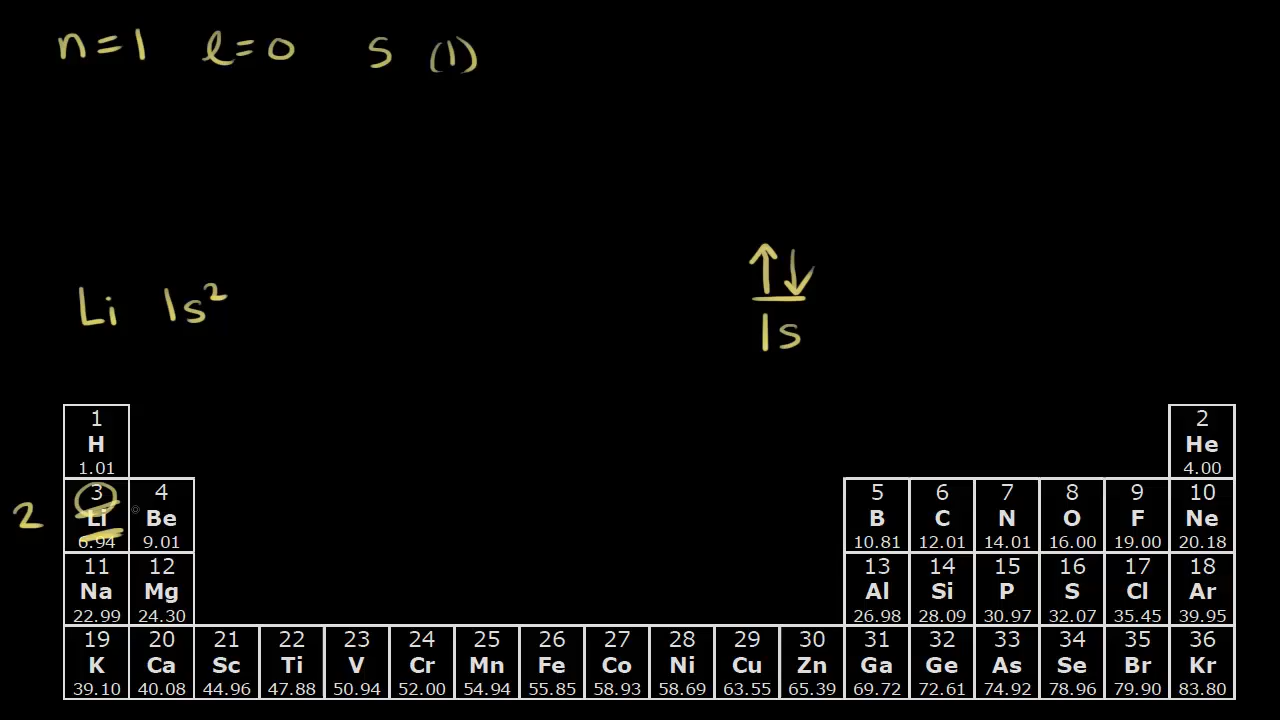 n=1 l=0 s (1)
Li 1s²
1s
1 2
H He
1.01 4.00
2 3 4 5 6 7 8 9 10
Li Be B C N O F Ne
6.94 9.01 10.81 12.01 14.01 16.00 19.00 20.18
11 12 13 14 15 16 17 18
Na Mg Al Si P S Cl Ar
22.99 24.30 26.98 28.09 30.97 32.07 35.45 39.95
19 20 21 22 23 24 25 26 27 28 29 30 31 32 33 34 35 36
K Ca Sc Ti V Cr Mn Fe Co Ni Cu Zn Ga Ge As Se Br Kr
39.10 40.08 44.96 47.88 50.94 52.00 54.94 55.85 58.93 58.69 63.55 65.39 69.72 72.61 74.92 78.96 79.90 83.80